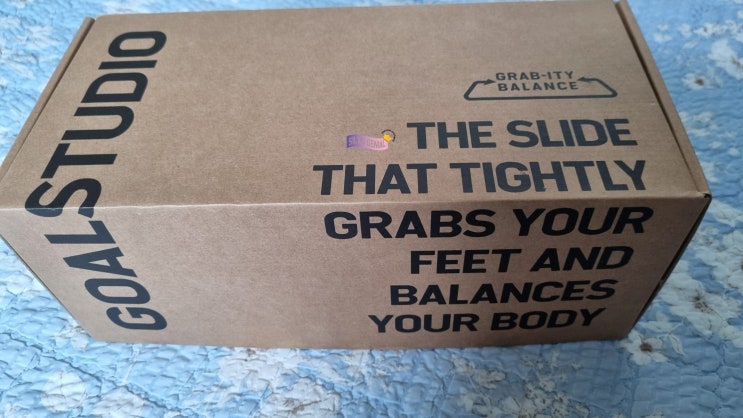 GOALSTUDIO
GRAB-ITY
BALANCE
THE SLIDE
THAT TIGHTLY
GRABS YOUR
FEET AND
BALANCES
YOUR BODY